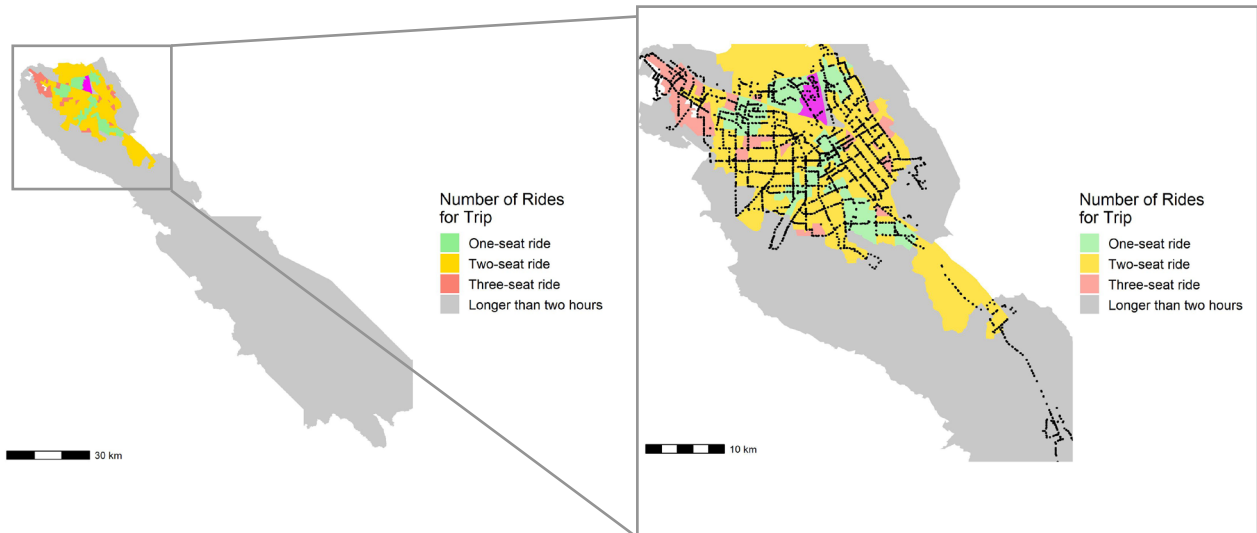 Number of Rides
for Trip
One-seat ride
Two-seat ride
Three-seat ride
Longer than two hours
30 km
Number of Rides
for Trip
One-seat ride
Two-seat ride
Three-seat ride
Longer than two hours
10 km